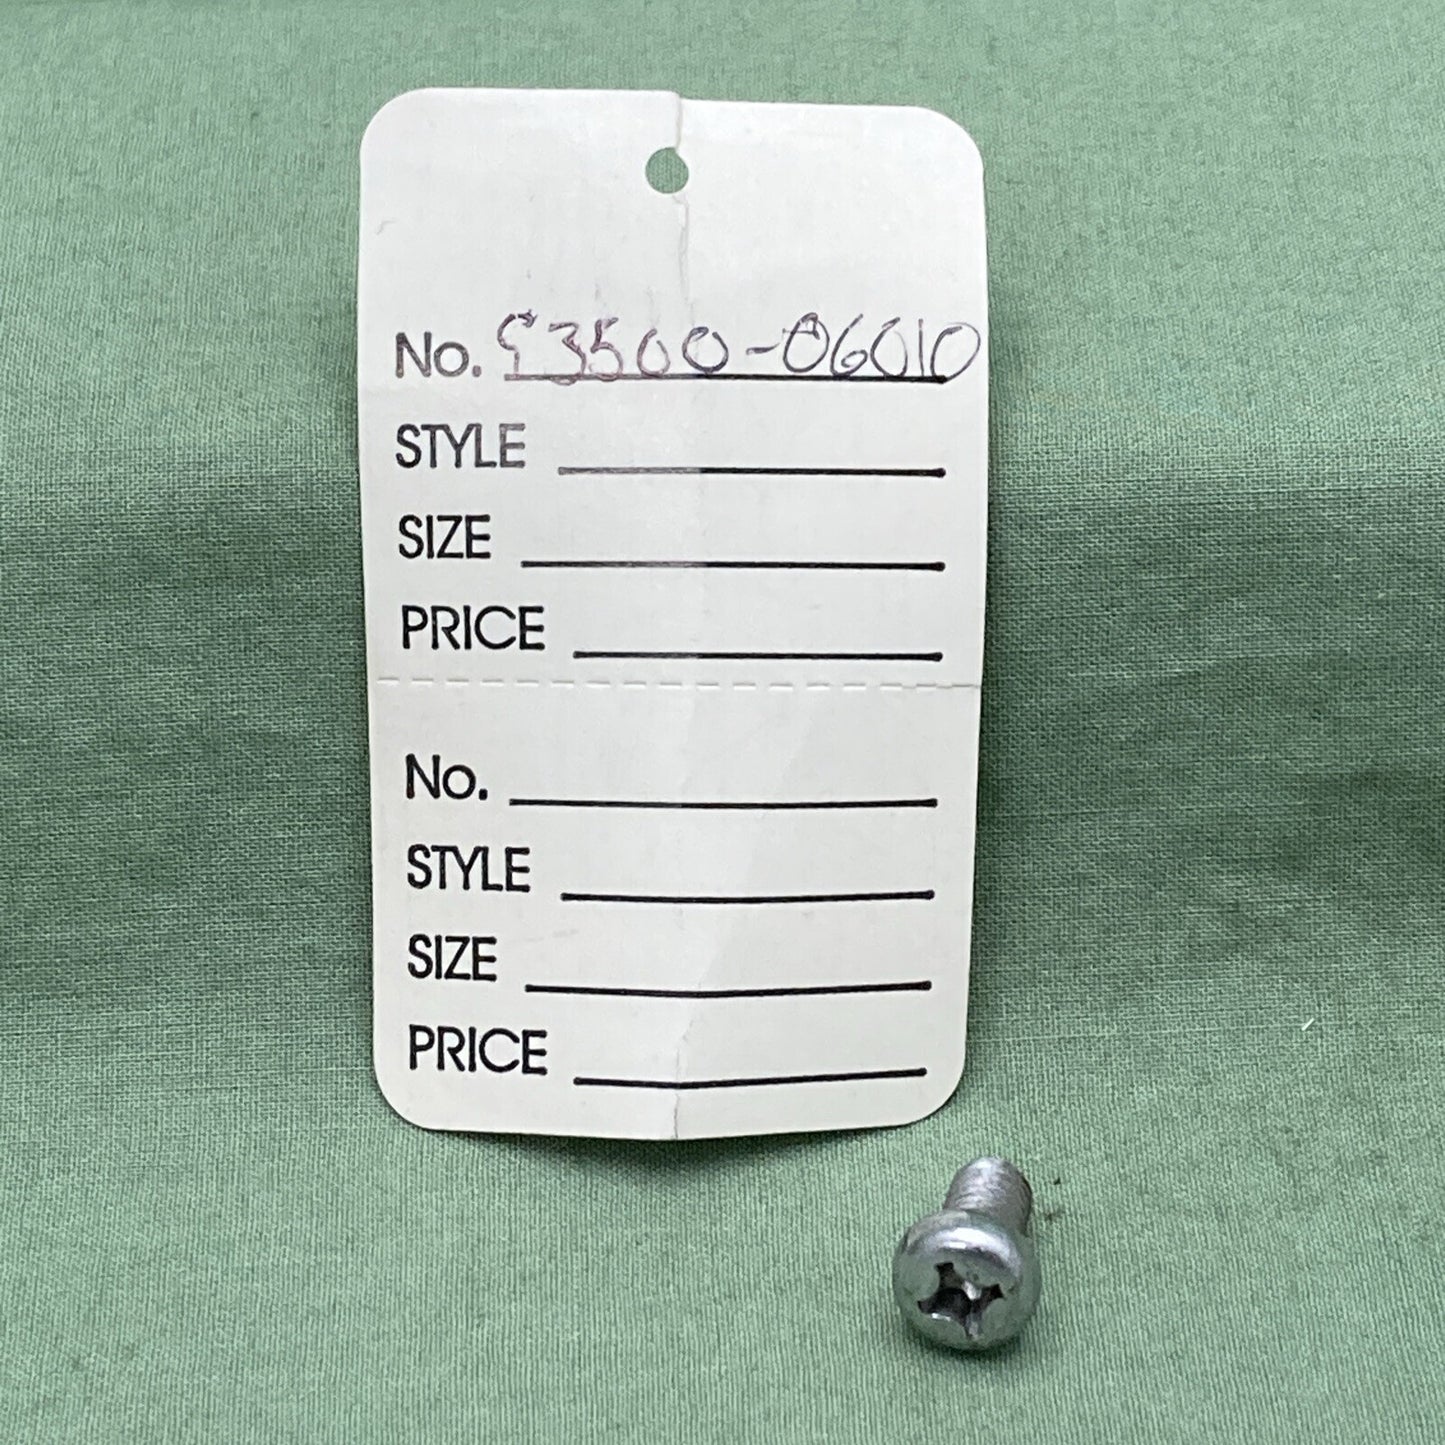 No. 93500-06010
STYLE
SIZE
PRICE
No.
STYLE
SIZE
PRICE